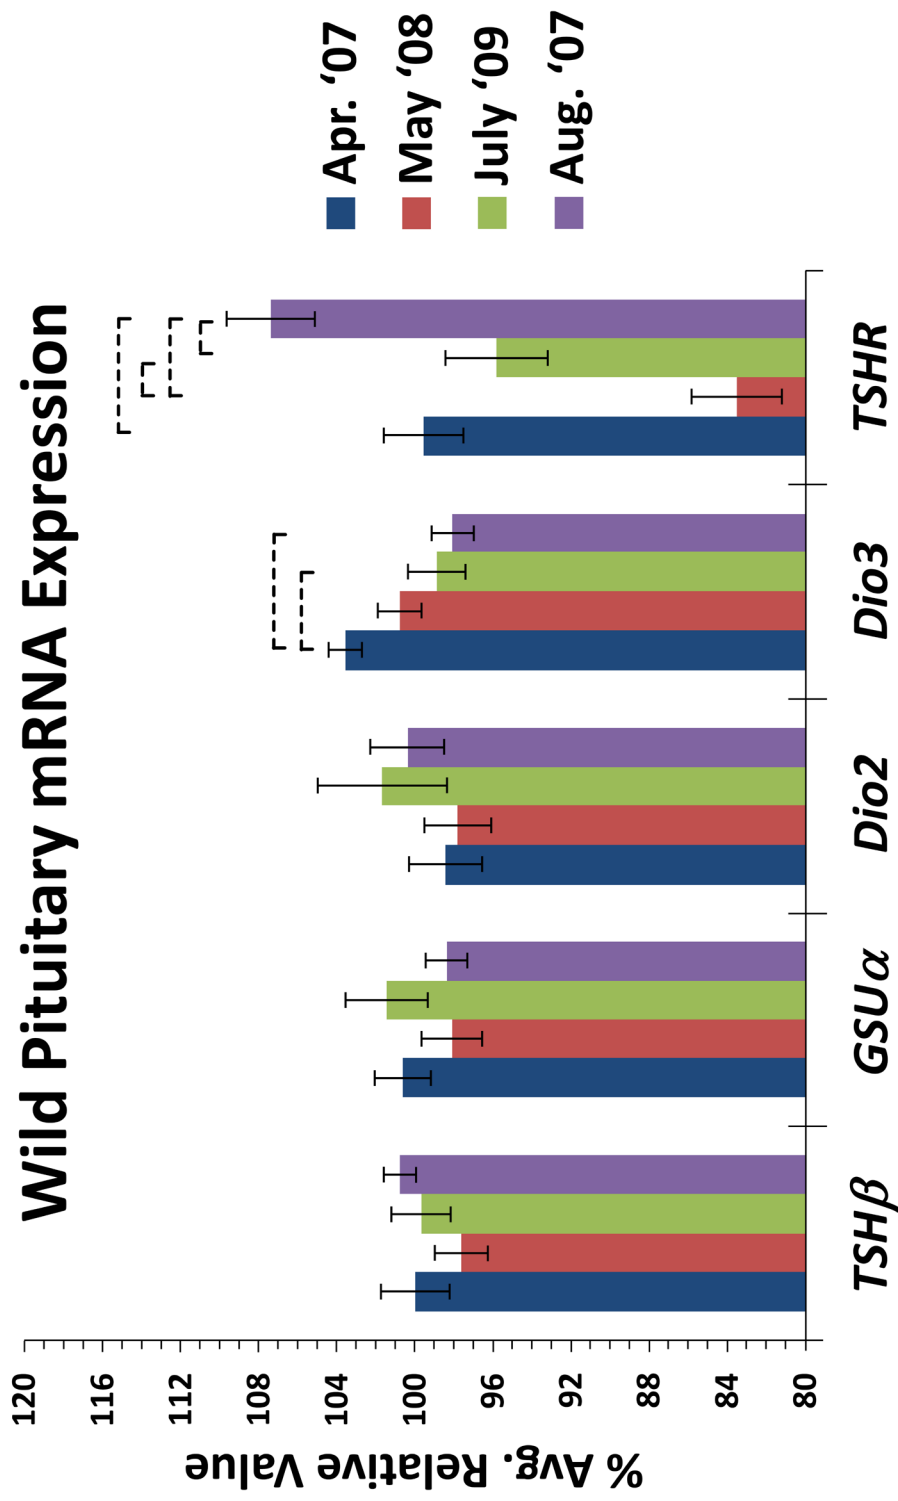 Wild Pituitary mRNA Expression
% Avg. Relative Value
120
116
112
108
104
100
96
92
88
84
80
TSHβ
GSUα
Dio2
Dio3
TSHR
Apr. ‘07
May ‘08
July ‘09
Aug. ‘07